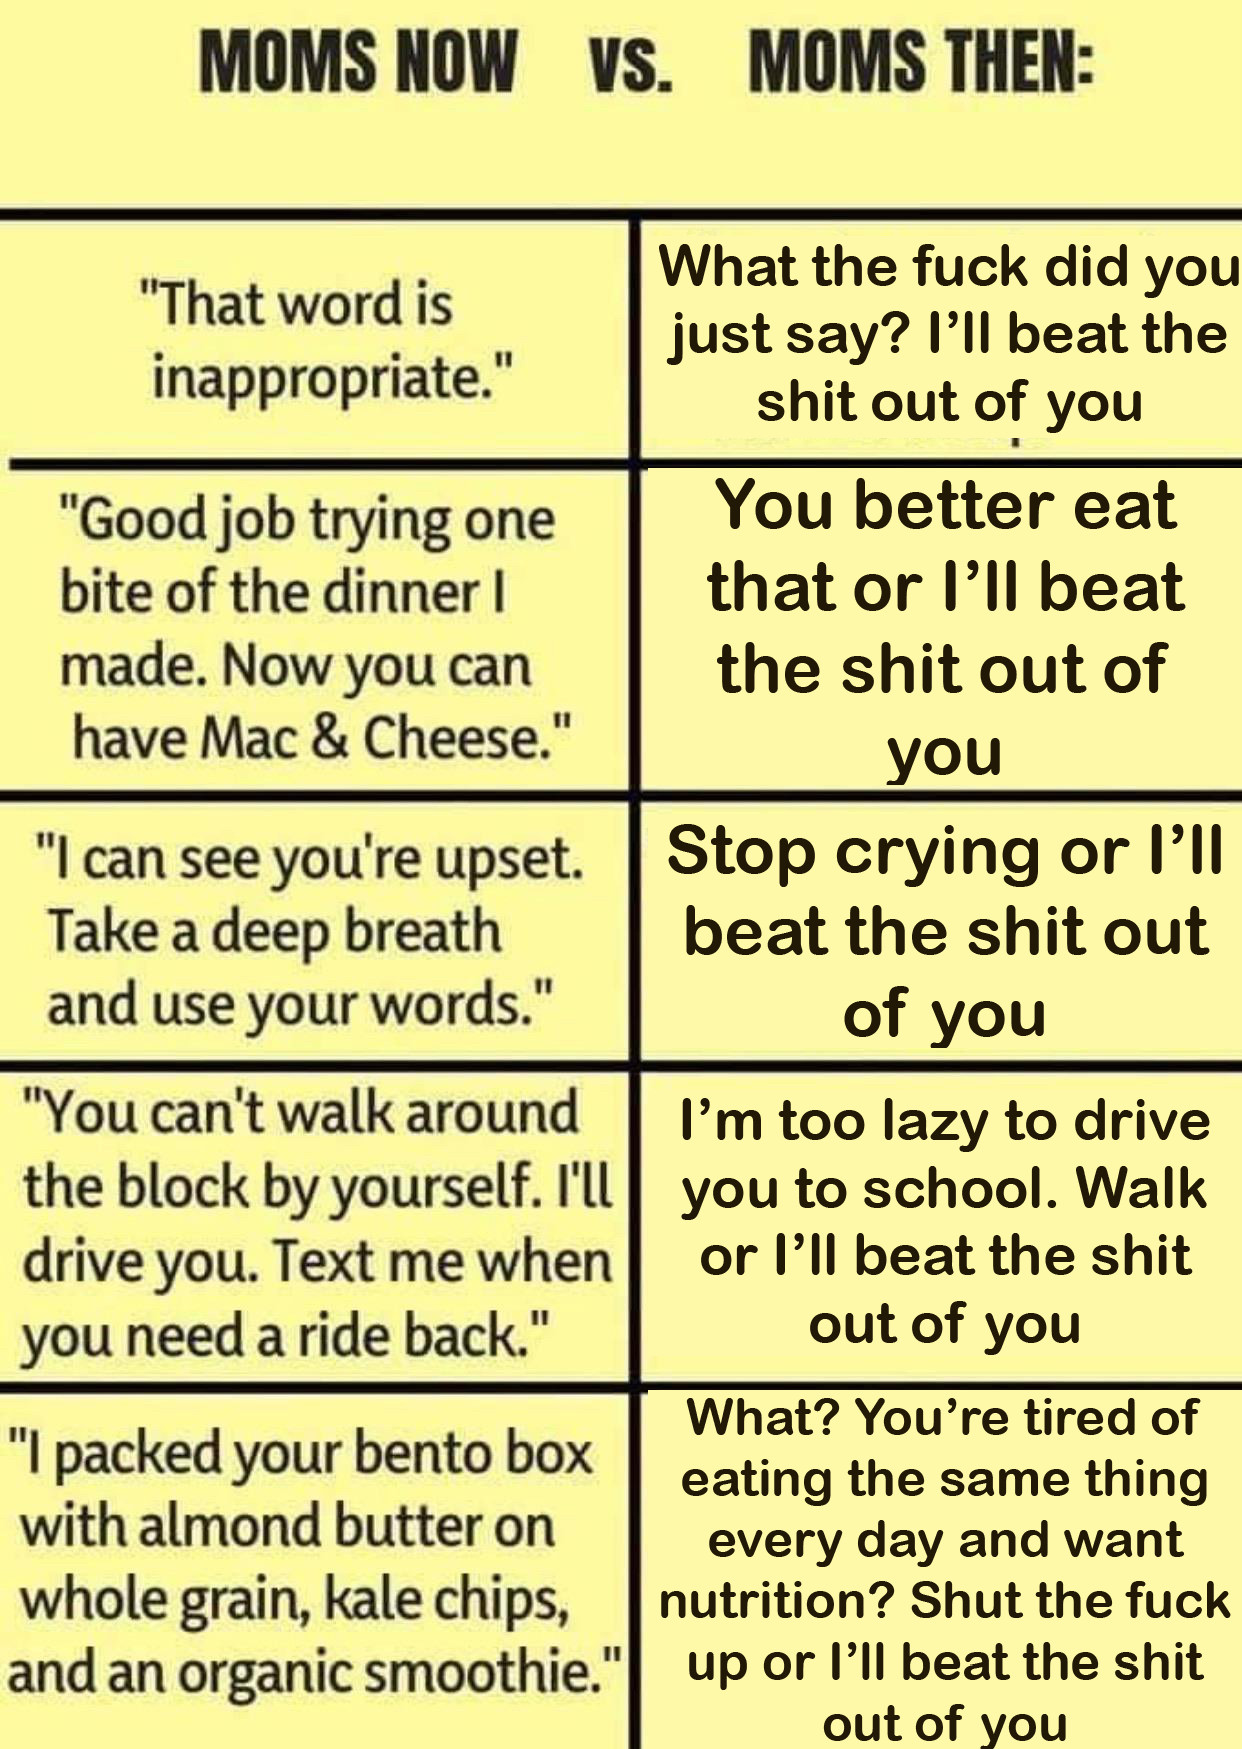 MOMS NOW vs. MOMS THEN:
"That word is
inappropriate."
What the fuck did you
just say? I’ll beat the
shit out of you
"Good job trying one
bite of the dinner I
made. Now you can
have Mac & Cheese."
You better eat
that or I’ll beat
the shit out of
you
"I can see you're upset.
Take a deep breath
and use your words."
Stop crying or I’ll
beat the shit out
of you
"You can't walk around
the block by yourself. I'll
drive you. Text me when
you need a ride back."
I’m too lazy to drive
you to school. Walk
or I’ll beat the shit
out of you
"I packed your bento box
with almond butter on
whole grain, kale chips,
and an organic smoothie."
What? You’re tired of
eating the same thing
every day and want
nutrition? Shut the fuck
up or I’ll beat the shit
out of you